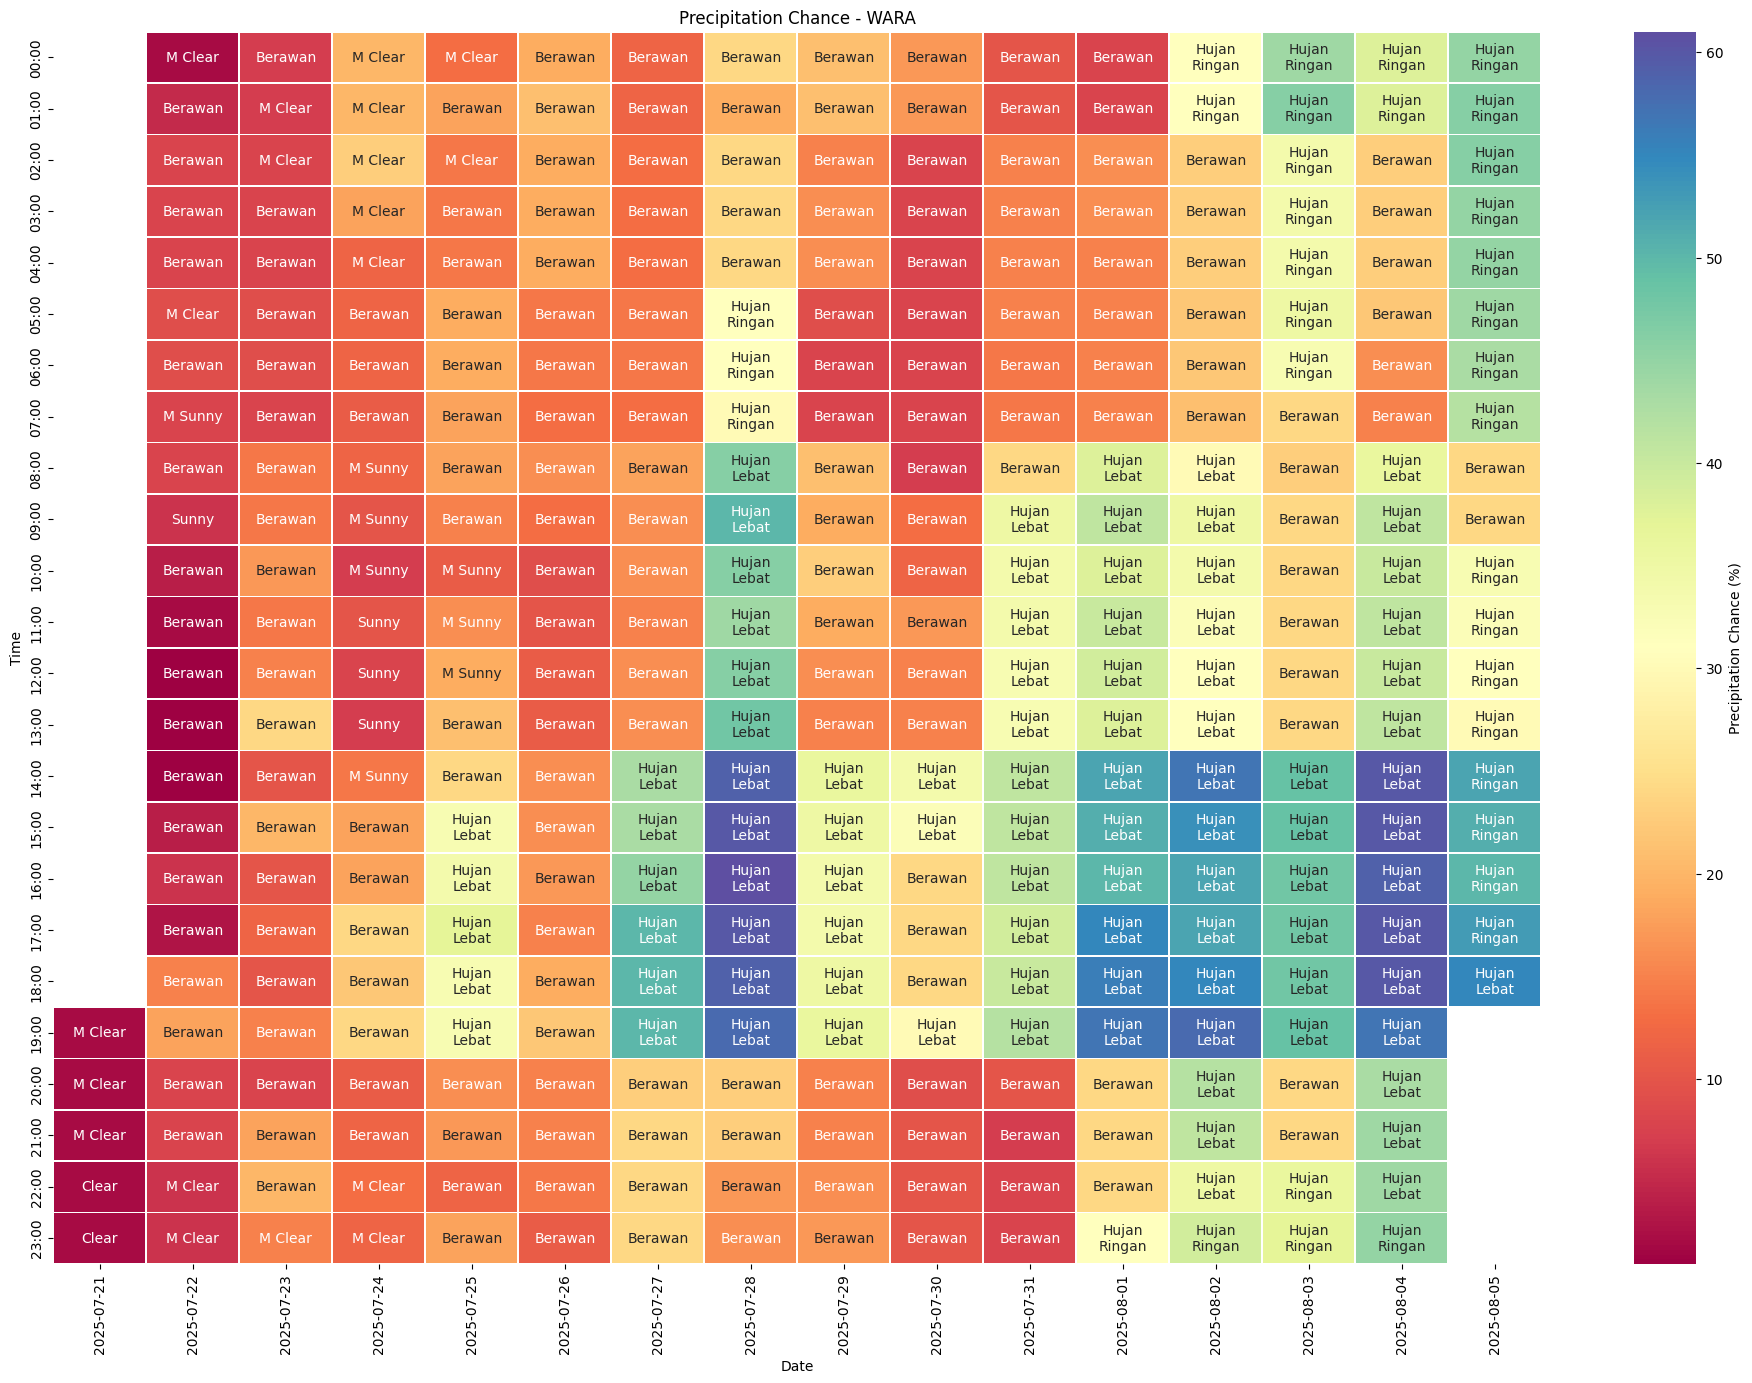 Precipitation Chance - WARA
00:00 M Clear Berawan M Clear M Clear Berawan Berawan Berawan Berawan Berawan Berawan Berawan Hujan Ringan Hujan Ringan Hujan Ringan Hujan Ringan
01:00 Berawan M Clear M Clear Berawan Berawan Berawan Berawan Berawan Berawan Berawan Berawan Hujan Ringan Hujan Ringan Hujan Ringan Hujan Ringan
02:00 Berawan M Clear M Clear M Clear Berawan Berawan Berawan Berawan Berawan Berawan Berawan Berawan Hujan Ringan Berawan Hujan Ringan
03:00 Berawan Berawan M Clear Berawan Berawan Berawan Berawan Berawan Berawan Berawan Berawan Berawan Hujan Ringan Berawan Hujan Ringan
04:00 Berawan Berawan M Clear Berawan Berawan Berawan Berawan Berawan Berawan Berawan Berawan Berawan Hujan Ringan Berawan Hujan Ringan
05:00 M Clear Berawan Berawan Berawan Berawan Berawan Hujan Ringan Berawan Berawan Berawan Berawan Berawan Hujan Ringan Berawan Hujan Ringan
06:00 Berawan Berawan Berawan Berawan Berawan Berawan Hujan Ringan Berawan Berawan Berawan Berawan Berawan Hujan Ringan Berawan Hujan Ringan
07:00 M Sunny Berawan Berawan Berawan Berawan Berawan Hujan Ringan Berawan Berawan Berawan Berawan Berawan Berawan Berawan Hujan Ringan
08:00 Berawan Berawan M Sunny Berawan Berawan Berawan Hujan Lebat Berawan Berawan Berawan Hujan Lebat Hujan Lebat Berawan Hujan Lebat Berawan
09:00 Sunny Berawan M Sunny Berawan Berawan Berawan Hujan Lebat Berawan Berawan Hujan Lebat Hujan Lebat Hujan Lebat Berawan Hujan Lebat Berawan
10:00 Berawan Berawan M Sunny M Sunny Berawan Berawan Hujan Lebat Berawan Berawan Hujan Lebat Hujan Lebat Hujan Lebat Berawan Hujan Lebat Hujan Ringan
11:00 Berawan Berawan Sunny M Sunny Berawan Berawan Hujan Lebat Berawan Berawan Hujan Lebat Hujan Lebat Hujan Lebat Berawan Hujan Lebat Hujan Ringan
12:00 Berawan Berawan Sunny M Sunny Berawan Berawan Hujan Lebat Berawan Berawan Hujan Lebat Hujan Lebat Hujan Lebat Berawan Hujan Lebat Hujan Ringan
13:00 Berawan Berawan Sunny Berawan Berawan Berawan Hujan Lebat Berawan Berawan Hujan Lebat Hujan Lebat Hujan Lebat Berawan Hujan Lebat Hujan Ringan
14:00 Berawan Berawan M Sunny Berawan Berawan Hujan Lebat Hujan Lebat Hujan Lebat Hujan Lebat Hujan Lebat Hujan Lebat Hujan Lebat Hujan Lebat Hujan Lebat Hujan Ringan
15:00 Berawan Berawan Berawan Hujan Lebat Berawan Hujan Lebat Hujan Lebat Hujan Lebat Hujan Lebat Hujan Lebat Hujan Lebat Hujan Lebat Hujan Lebat Hujan Lebat Hujan Ringan
16:00 Berawan Berawan Berawan Hujan Lebat Berawan Hujan Lebat Hujan Lebat Hujan Lebat Berawan Hujan Lebat Hujan Lebat Hujan Lebat Hujan Lebat Hujan Lebat Hujan Ringan
17:00 Berawan Berawan Berawan Hujan Lebat Berawan Hujan Lebat Hujan Lebat Hujan Lebat Berawan Hujan Lebat Hujan Lebat Hujan Lebat Hujan Lebat Hujan Lebat Hujan Ringan
18:00 Berawan Berawan Berawan Hujan Lebat Berawan Hujan Lebat Hujan Lebat Hujan Lebat Berawan Hujan Lebat Hujan Lebat Hujan Lebat Hujan Lebat Hujan Lebat Hujan Lebat
19:00 M Clear Berawan Berawan Berawan Hujan Lebat Berawan Hujan Lebat Hujan Lebat Hujan Lebat Hujan Lebat Hujan Lebat Hujan Lebat Hujan Lebat Hujan Lebat Hujan Lebat
20:00 M Clear Berawan Berawan Berawan Berawan Berawan Berawan Berawan Berawan Berawan Berawan Berawan Hujan Lebat Berawan Hujan Lebat
21:00 M Clear Berawan Berawan Berawan Berawan Berawan Berawan Berawan Berawan Berawan Berawan Berawan Hujan Lebat Berawan Hujan Lebat
22:00 Clear M Clear Berawan M Clear Berawan Berawan Berawan Berawan Berawan Berawan Berawan Berawan Hujan Lebat Hujan Ringan Hujan Lebat
23:00 Clear M Clear M Clear M Clear Berawan Berawan Berawan Berawan Berawan Berawan Berawan Hujan Ringan Hujan Ringan Hujan Ringan Hujan Ringan
Time
2025-07-21 2025-07-22 2025-07-23 2025-07-24 2025-07-25 2025-07-26 2025-07-27 2025-07-28 2025-07-29 2025-07-30 2025-07-31 2025-08-01 2025-08-02 2025-08-03 2025-08-04 2025-08-05
Date
60
50
40
30
20
10
Precipitation Chance (%)